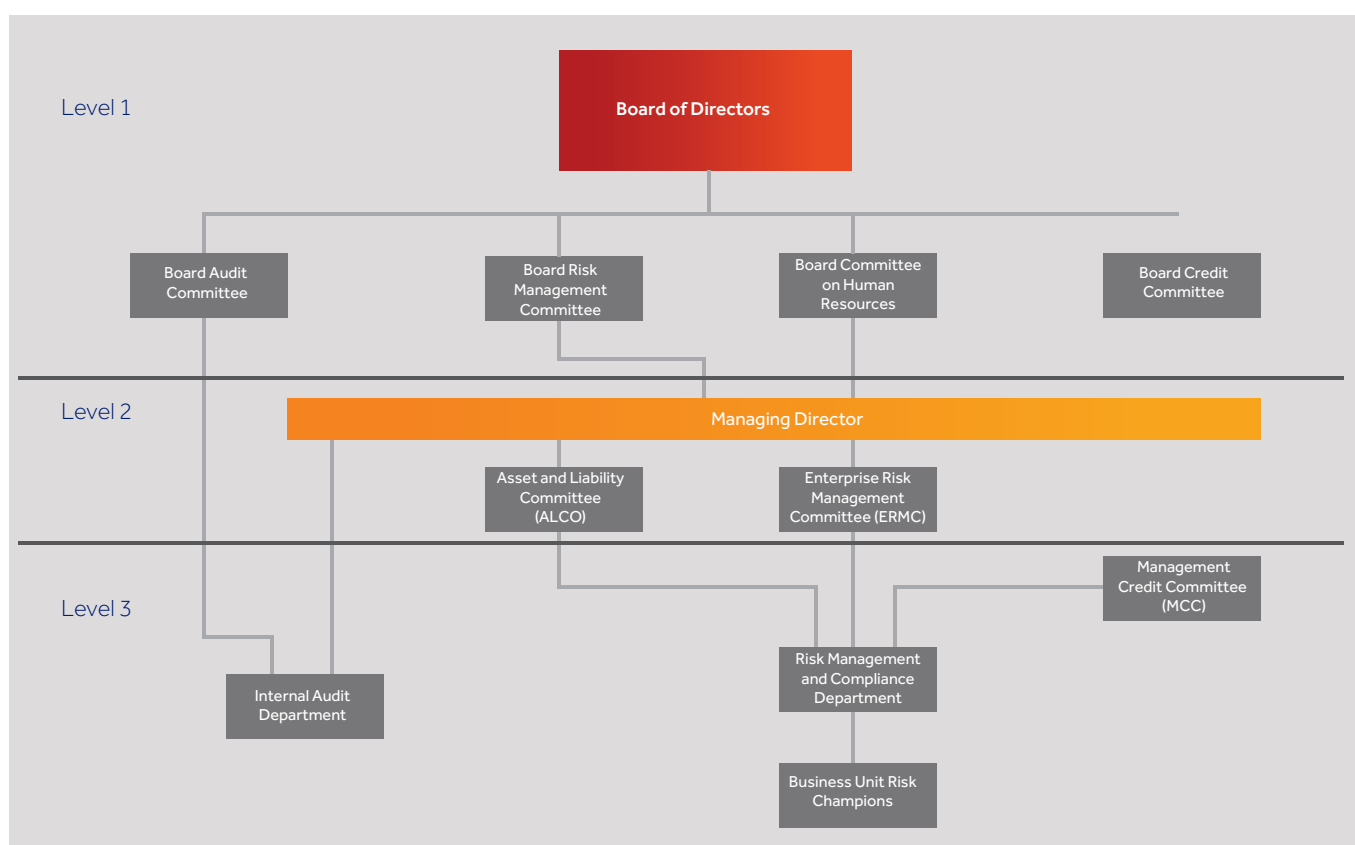 Level 1
Board of Directors
Board Audit
Committee
Board Risk
Management
Committee
Board Committee
on Human
Resources
Board Credit
Committee
Level 2
Managing Director
Asset and Liability
Committee
(ALCO)
Enterprise Risk
Management
Committee (ERMC)
Level 3
Management
Credit Committee
(MCC)
Risk Management
and Compliance
Department
Internal Audit
Department
Business Unit Risk
Champions